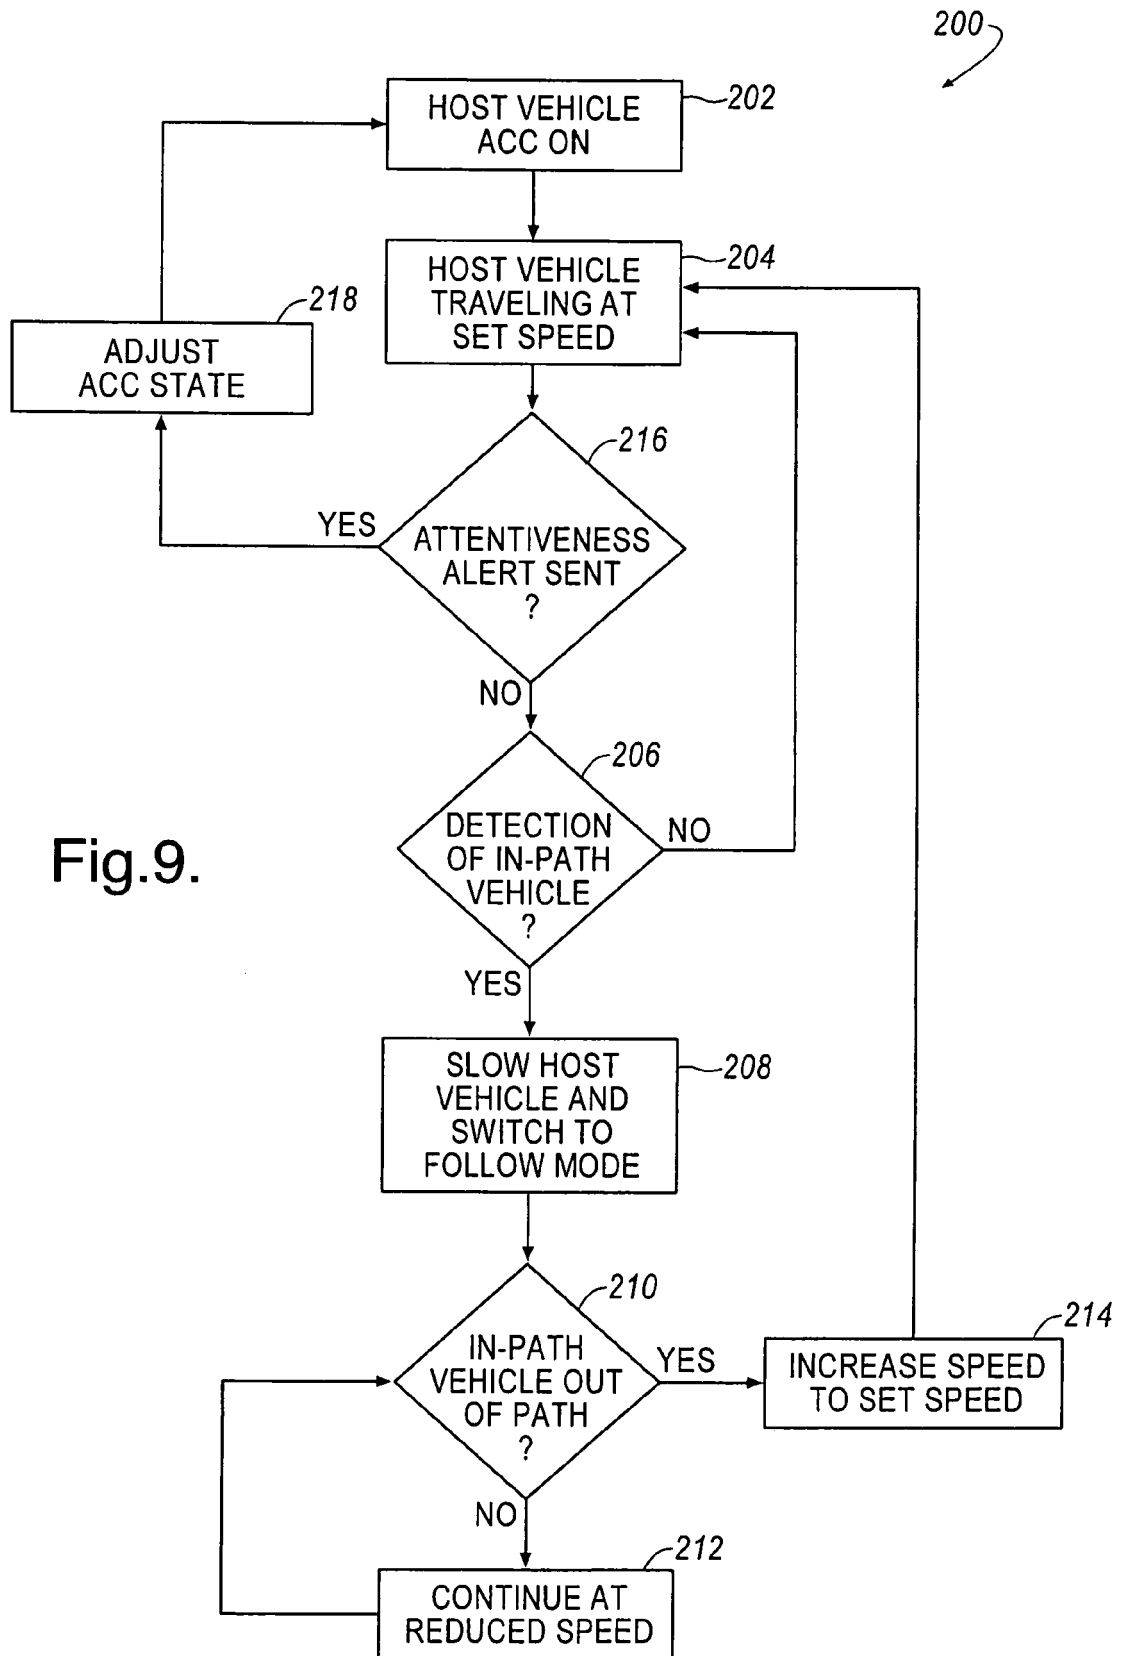 200
HOST VEHICLE
ACC ON
202
HOST VEHICLE
TRAVELING AT
SET SPEED
204
218
ADJUST
ACC STATE
216
YES
ATTENTIVENESS
ALERT SENT
?
NO
206
DETECTION
OF IN-PATH
VEHICLE
?
NO
Fig.9.
YES
SLOW HOST
VEHICLE AND
SWITCH TO
FOLLOW MODE
208
210
IN-PATH
VEHICLE OUT
OF PATH
?
YES
214
INCREASE SPEED
TO SET SPEED
NO
212
CONTINUE AT
REDUCED SPEED